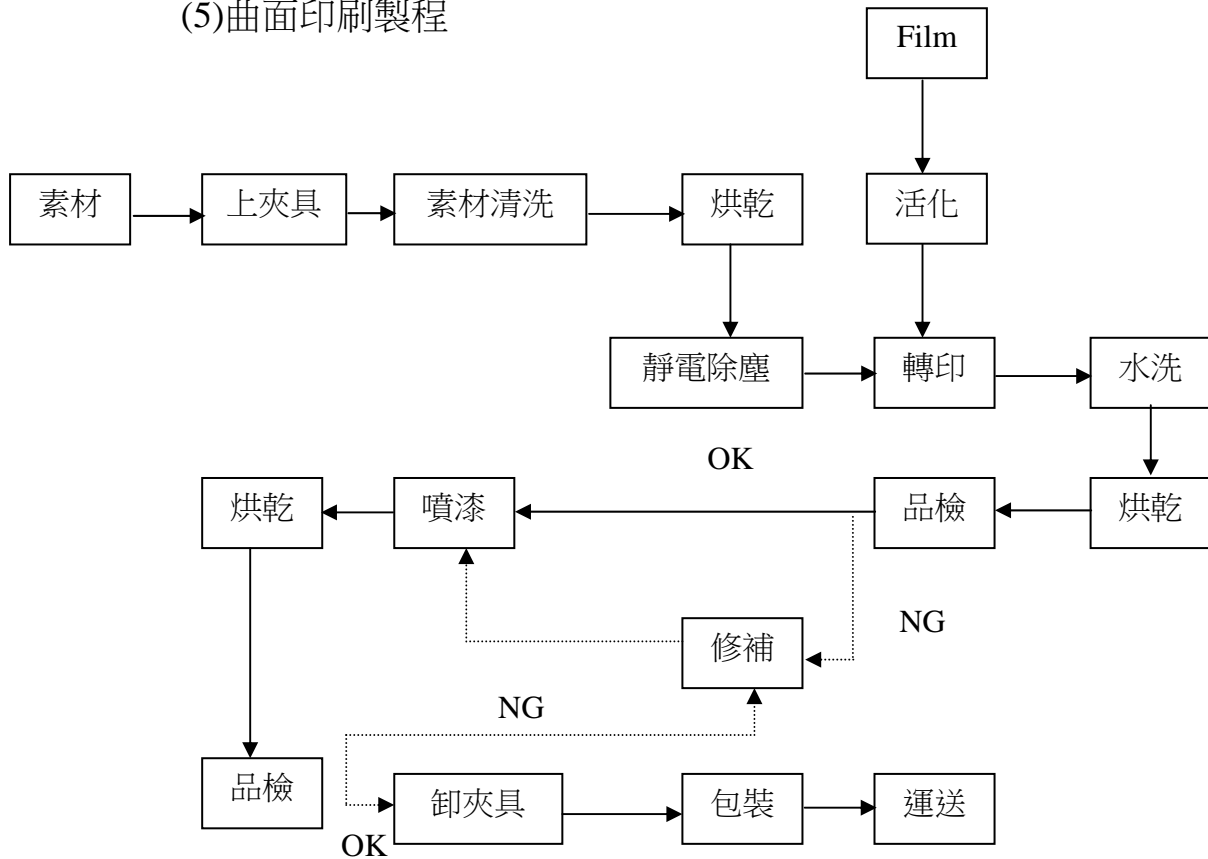 (5)曲面印刷製程
Film
素材
上夾具
素材清洗
烘乾
活化
靜電除塵
轉印
水洗
OK
烘乾
噴漆
品檢
烘乾
修補
NG
NG
品檢
卸夾具
包裝
運送
OK